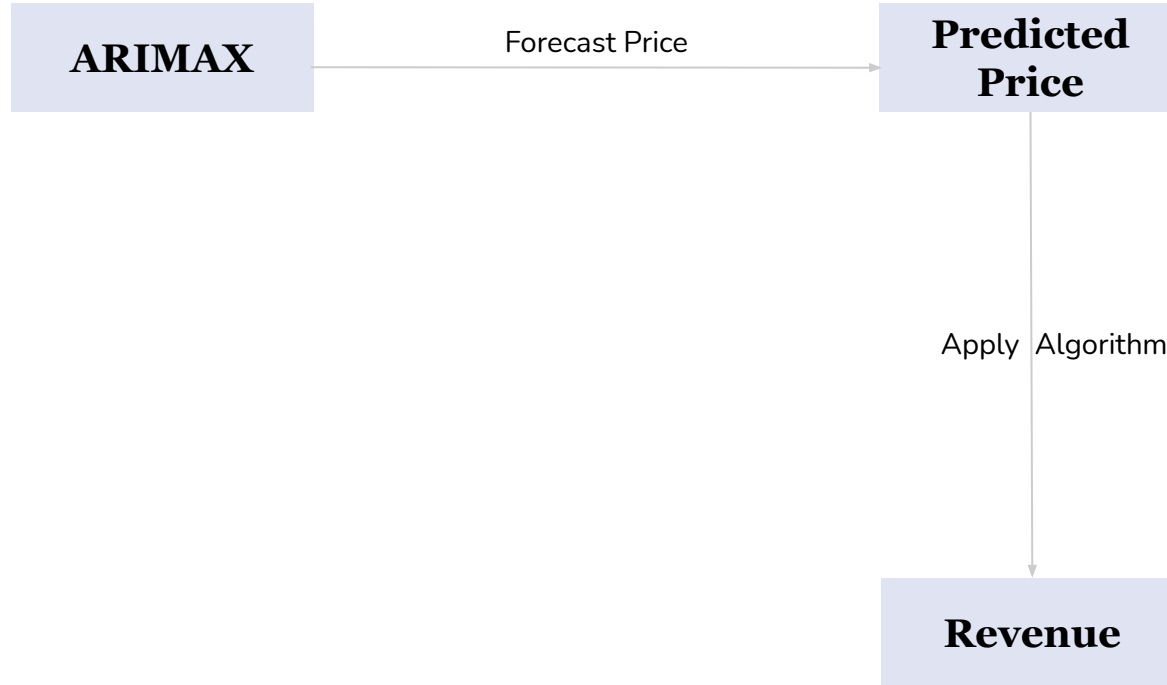 ARIMAX
Forecast Price
Predicted
Price
Apply Algorithm
Revenue